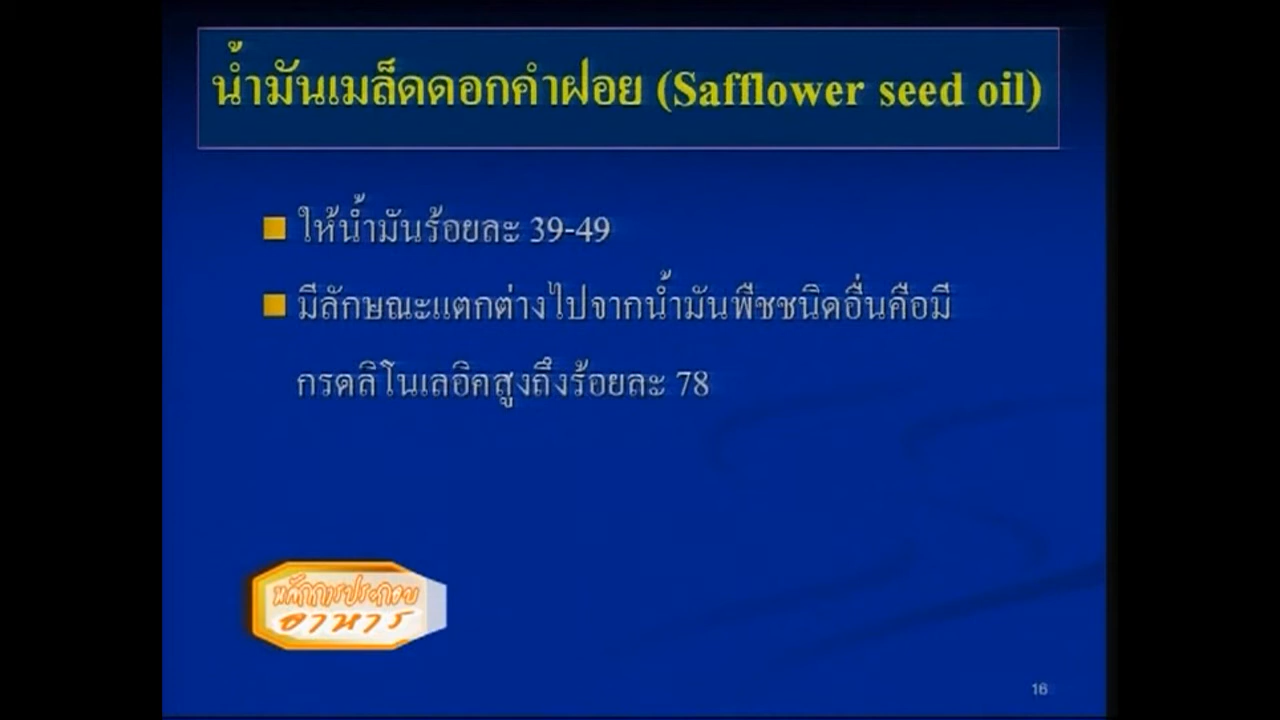 น้ำมันเมล็ดดอกคำฝอย (Safflower seed oil)
ให้น้ำมันร้อยละ 39-49
มีลักษณะแตกต่างไปจากน้ำมันพืชชนิดอื่นคือมี
กรดลิโนเลอิคสูงถึงร้อยละ 78
หลักการประกอบ
อาหาร
16